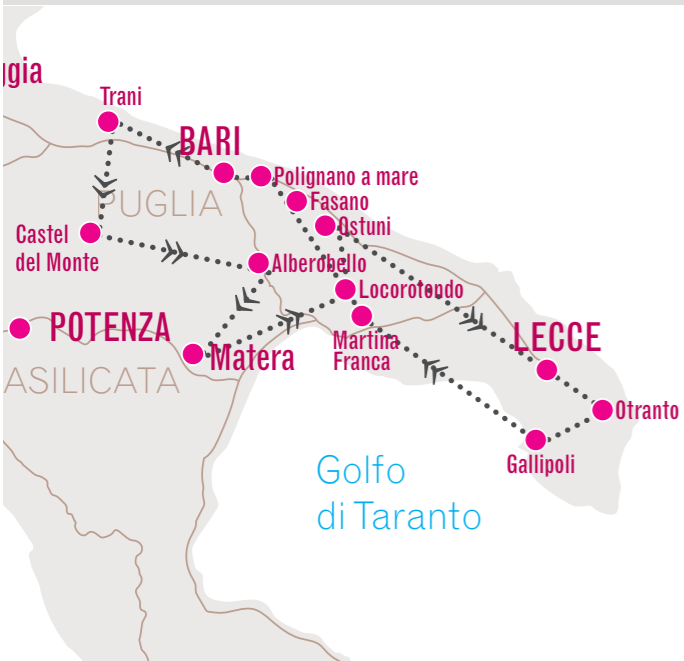 ggia
Trani
BARI
Polignano a mare
PUGLIA
Fasano
Ostuni
Castel
del Monte
Alberobello
Locorotondo
POTENZA
Martina
Franca
LECCE
Matera
ASILICATA
Otranto
Gallipoli
Golfo
di Taranto